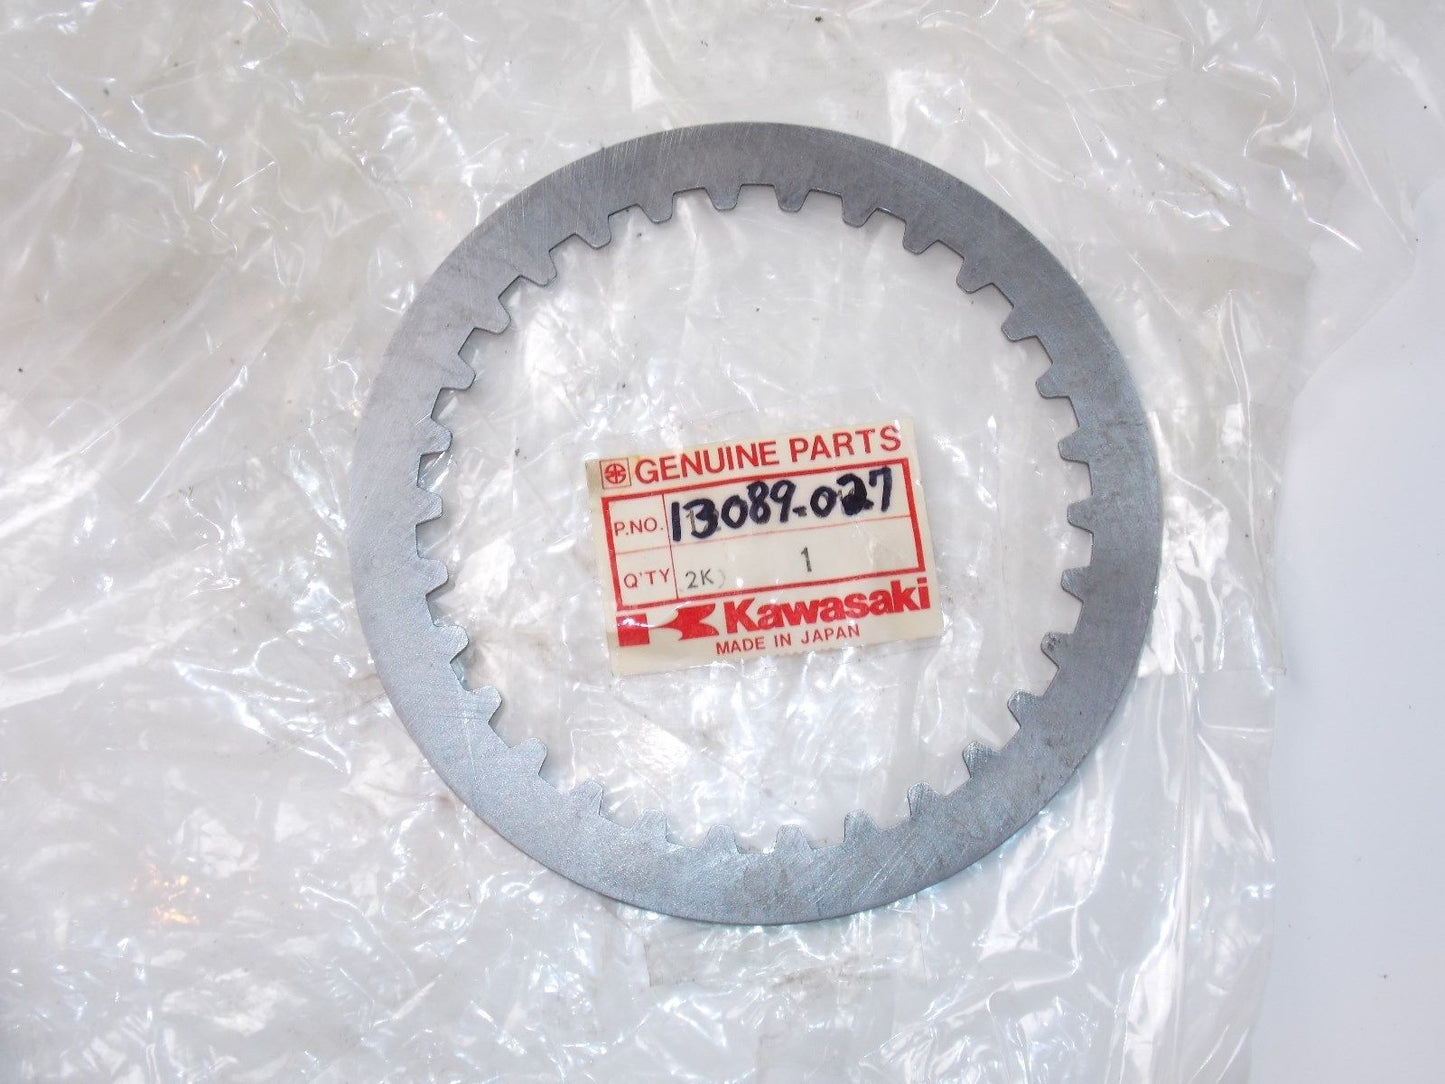 GENUINE PARTS
P.NO. 13089-027
Q'TY 2K) 1
Kawasaki
MADE IN JAPAN